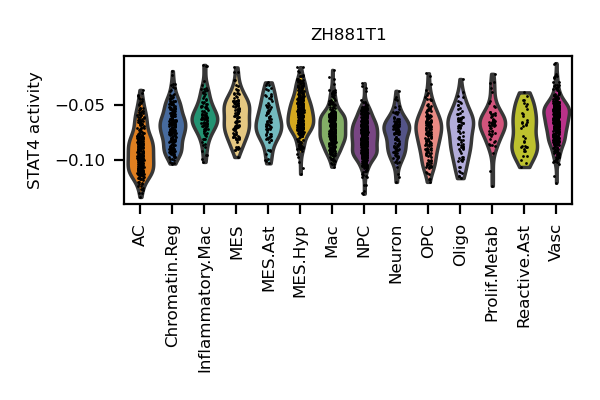 ZH881T1
STAT4 activity
−0.05
−0.10
AC
Chromatin.Reg
Inflammatory.Mac
MES
MES.Ast
MES.Hyp
Mac
NPC
Neuron
OPC
Oligo
Prolif.Metab
Reactive.Ast
Vasc